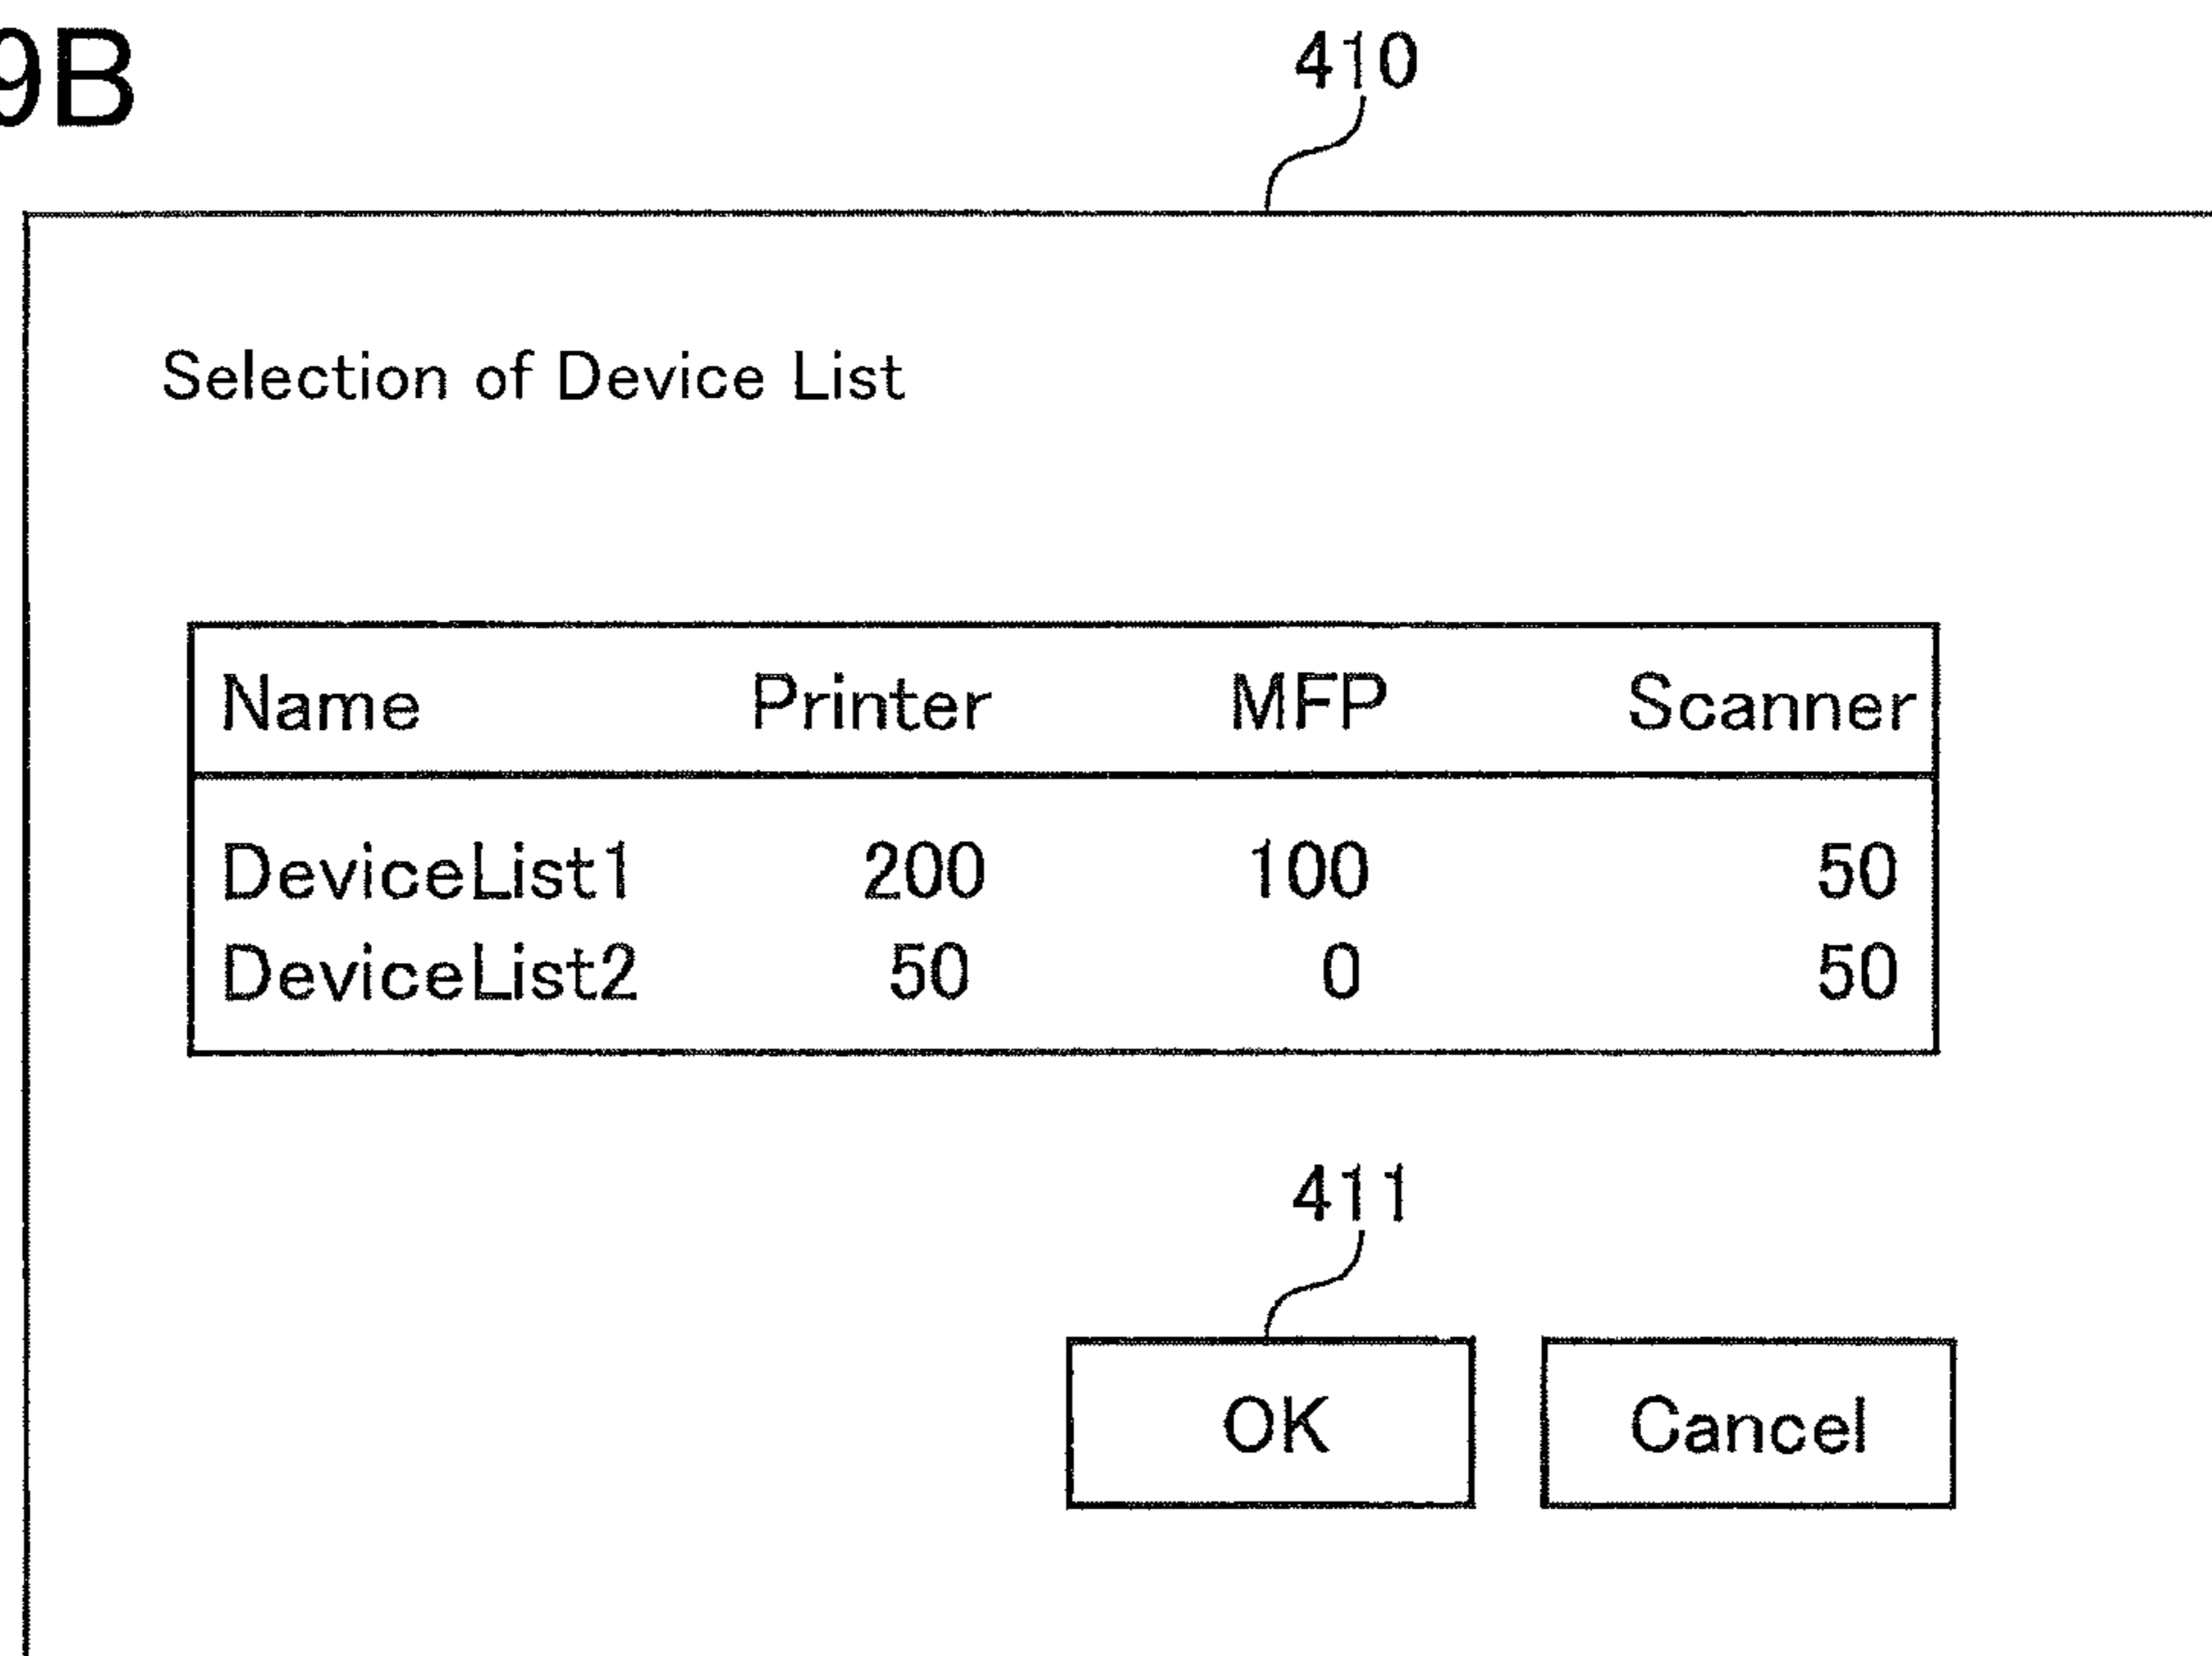 9B
410
Selection of Device List
Name Printer MFP Scanner
DeviceList1 200 100 50
DeviceList2 50 0 50
411
OK Cancel